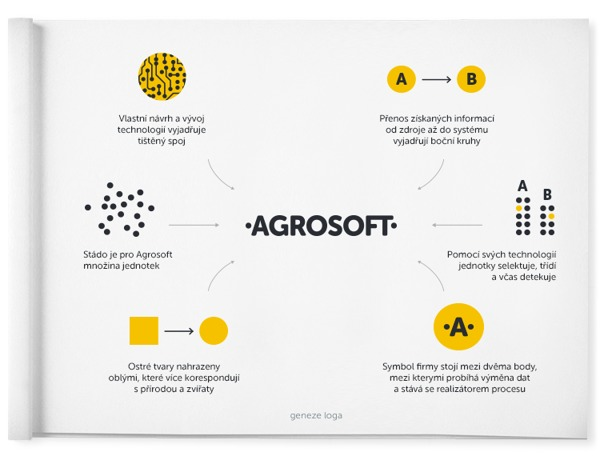 A B
Vlastní návrh a vývoj
technologií vyjadřuje
tištěný spoj
Přenos získaných informací
od zdroje až do systému
vyjadřují boční kruhy
A B
•AGROSOFT•
Stádo je pro Agrosoft
množina jednotek
Pomocí svých technologií
jednotky selektuje, třídí
a včas detekuje
•A•
Ostré tvary nahrazeny
oblými, které více korespondují
s přírodou a zvířaty
Symbol firmy stojí mezi dvěma body,
mezi kterymi probíhá výměna dat
a stává se realizátorem procesu
geneze loga